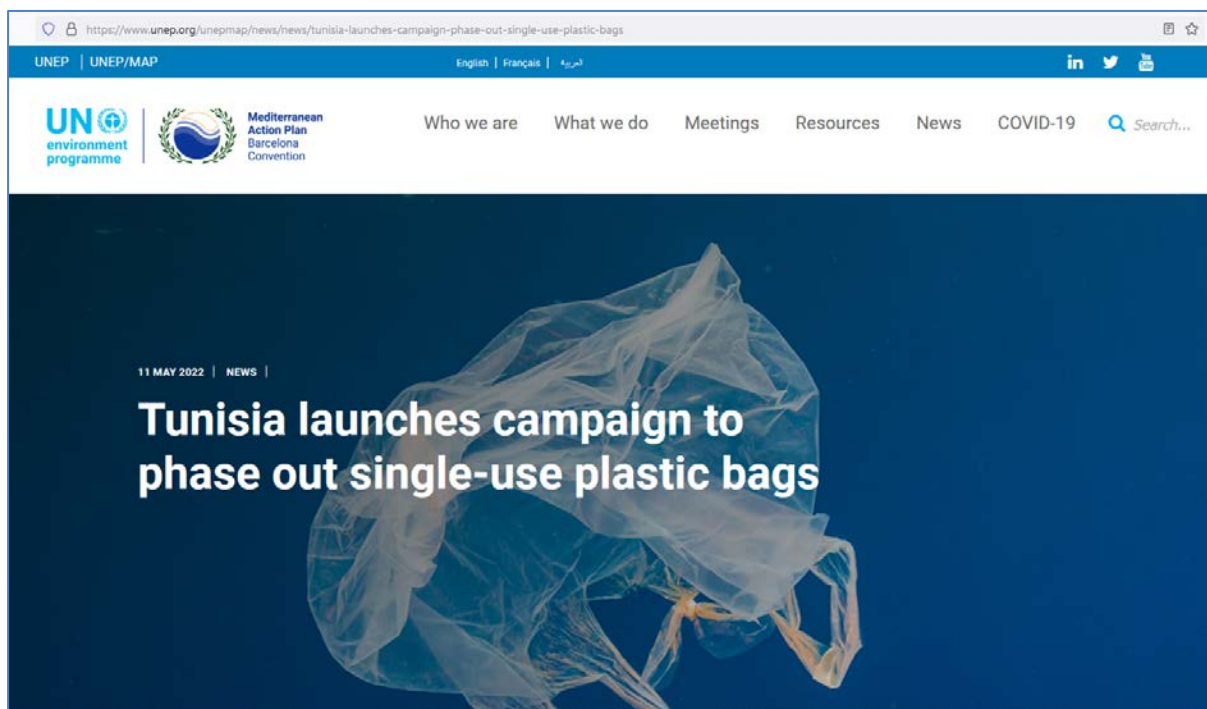 https://www.unep.org/unepmap/news/news/tunisia-launches-campaign-phase-out-single-use-plastic-bags
UNEP | UNEP/MAP English | Français | العربية
UN
environment
programme
Mediterranean
Action Plan
Barcelona
Convention
Who we are What we do Meetings Resources News COVID-19 Search...
11 MAY 2022 | NEWS |
Tunisia launches campaign to
phase out single-use plastic bags